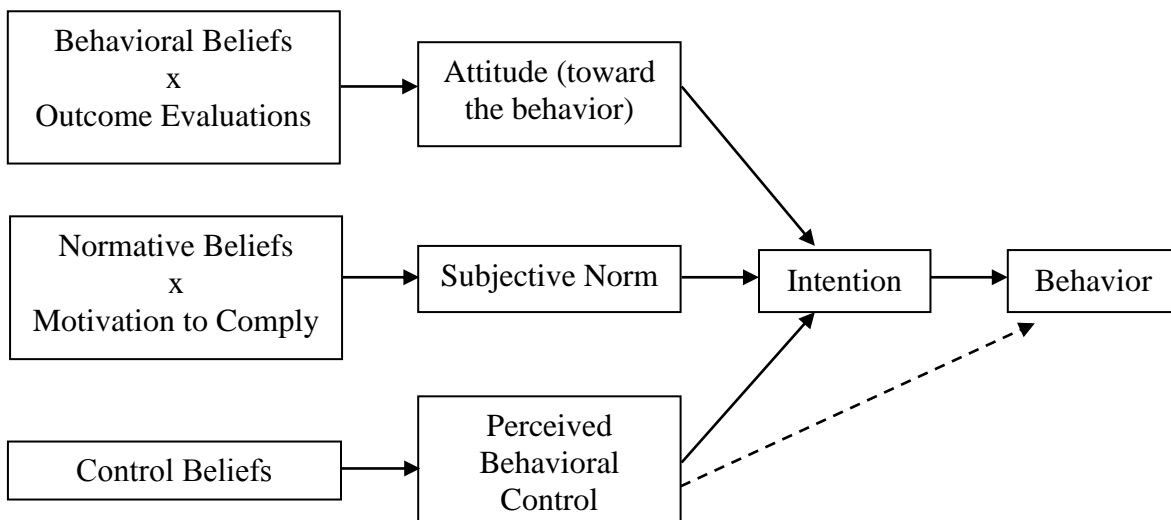 Behavioral Beliefs
x
Outcome Evaluations
Attitude (toward
the behavior)
Normative Beliefs
x
Motivation to Comply
Subjective Norm
Intention
Behavior
Control Beliefs
Perceived
Behavioral
Control